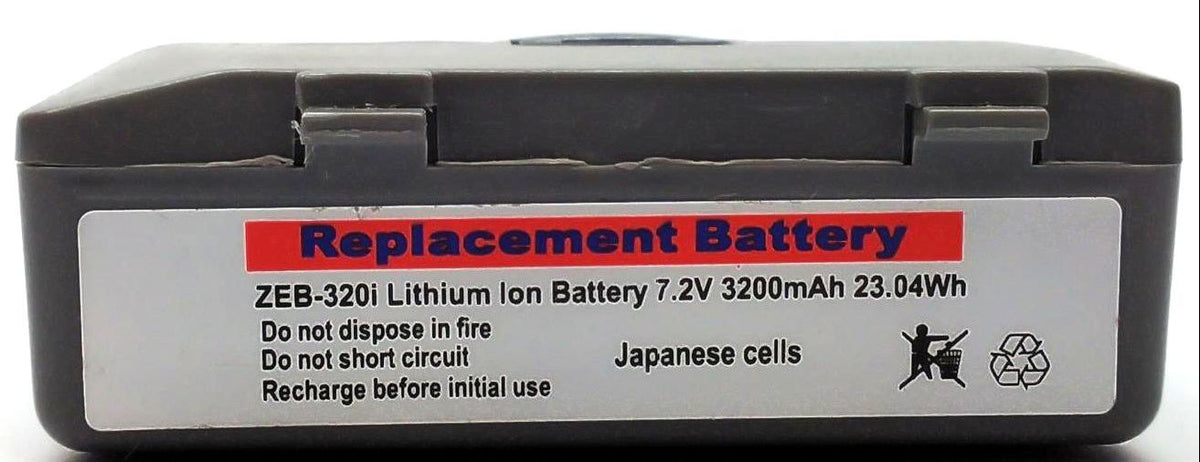 Replacement Battery
ZEB-320i Lithium Ion Battery 7.2V 3200mAh 23.04Wh
Do not dispose in fire
Do not short circuit
Japanese cells
Recharge before initial use